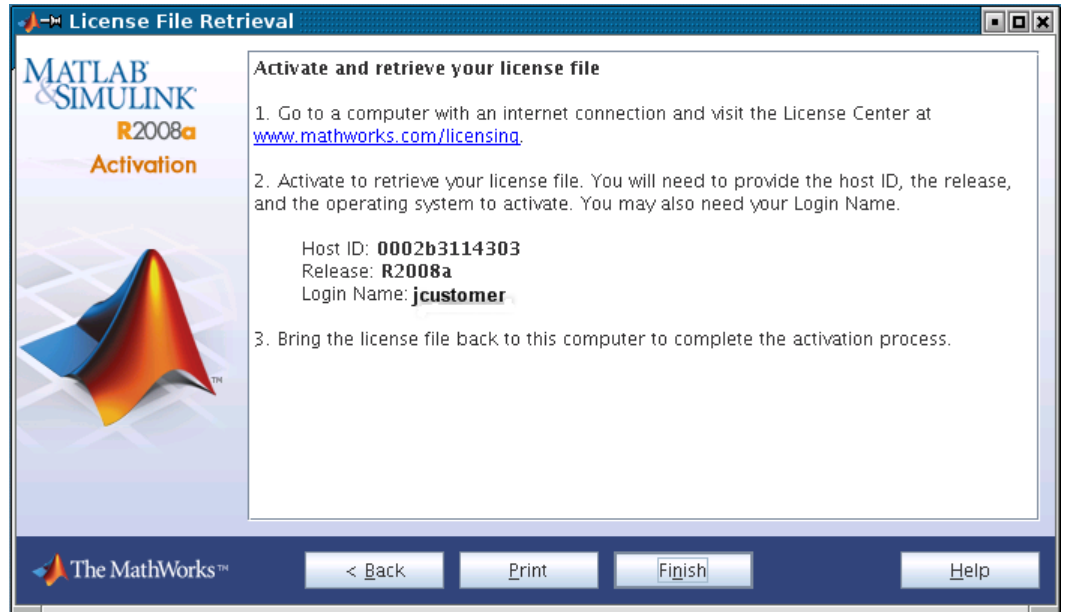 License File Retrieval
MATLAB
&SIMULINK
R2008a
Activation
Activate and retrieve your license file
1. Go to a computer with an internet connection and visit the License Center at
www.mathworks.com/licensing.
2. Activate to retrieve your license file. You will need to provide the host ID, the release,
and the operating system to activate. You may also need your Login Name.
Host ID: 0002b3114303
Release: R2008a
Login Name: jcustomer
3. Bring the license file back to this computer to complete the activation process.
TM
The MathWorks™
< Back
Print
Finish
Help